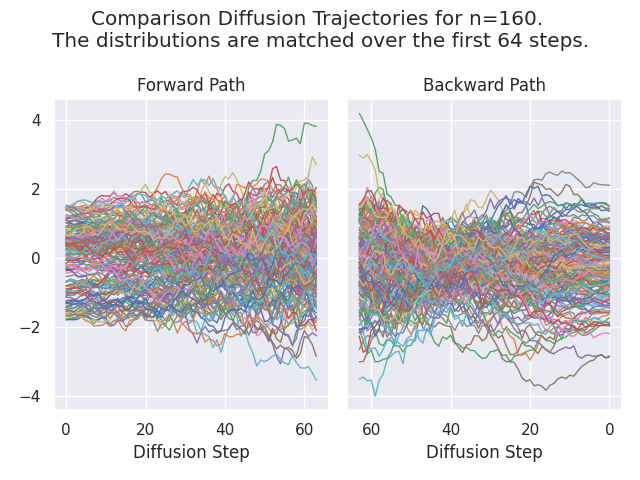 Comparison Diffusion Trajectories for n=160.
The distributions are matched over the first 64 steps.
Forward Path
Backward Path
4
2
0
−2
−4
0 20 40 60
60 40 20 0
Diffusion Step
Diffusion Step